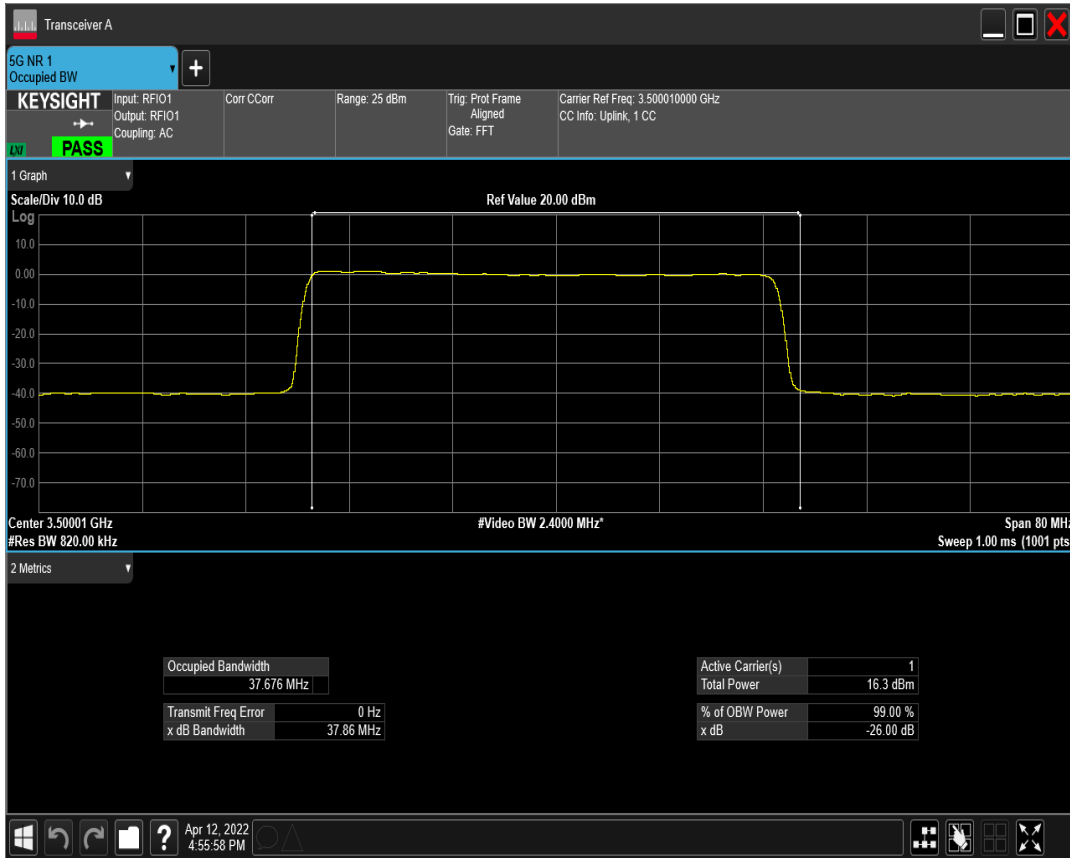 Transceiver A
5G NR 1
Occupied BW
+
KEYSIGHT
Input: RFIO1
Output: RFIO1
Coupling: AC
Corr CCorr
Range: 25 dBm
Trig: Prot Frame
Aligned
Gate: FFT
Carrier Ref Freq: 3.500010000 GHz
CC Info: Uplink, 1 CC
LXI
PASS
1 Graph
Scale/Div 10.0 dB
Ref Value 20.00 dBm
Log
10.0
0.00
-10.0
-20.0
-30.0
-40.0
-50.0
-60.0
-70.0
Center 3.50001 GHz
#Video BW 2.4000 MHz*
Span 80 MHz
#Res BW 820.00 kHz
Sweep 1.00 ms (1001 pts
2 Metrics
Occupied Bandwidth
37.676 MHz
Transmit Freq Error 0 Hz
x dB Bandwidth 37.86 MHz
Active Carrier(s) 1
Total Power 16.3 dBm
% of OBW Power 99.00 %
x dB -26.00 dB
?
Apr 12, 2022
4:55:58 PM